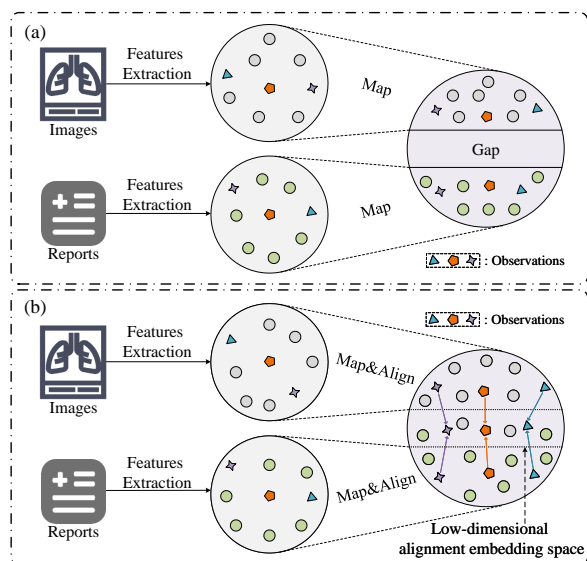 (a)
Features
Extraction
Images
Map
Gap
Features
Extraction
Map
Reports
: Observations
(b)
: Observations
Features
Extraction
Map&Align
Images
Features
Extraction
Map&Align
Reports
Low-dimensional
alignment embedding space